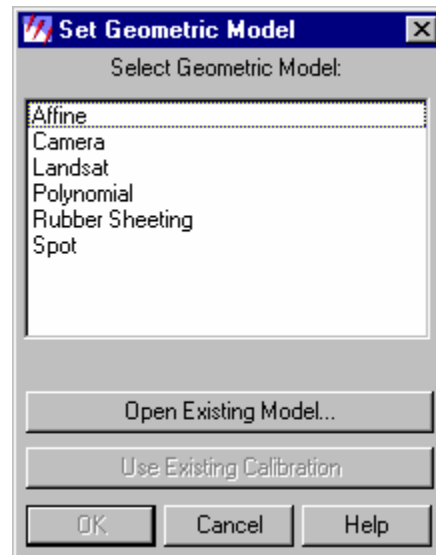 Set Geometric Model
Select Geometric Model:
Affine
Camera
Landsat
Polynomial
Rubber Sheeting
Spot
Open Existing Model...
Use Existing Calibration
OK Cancel Help